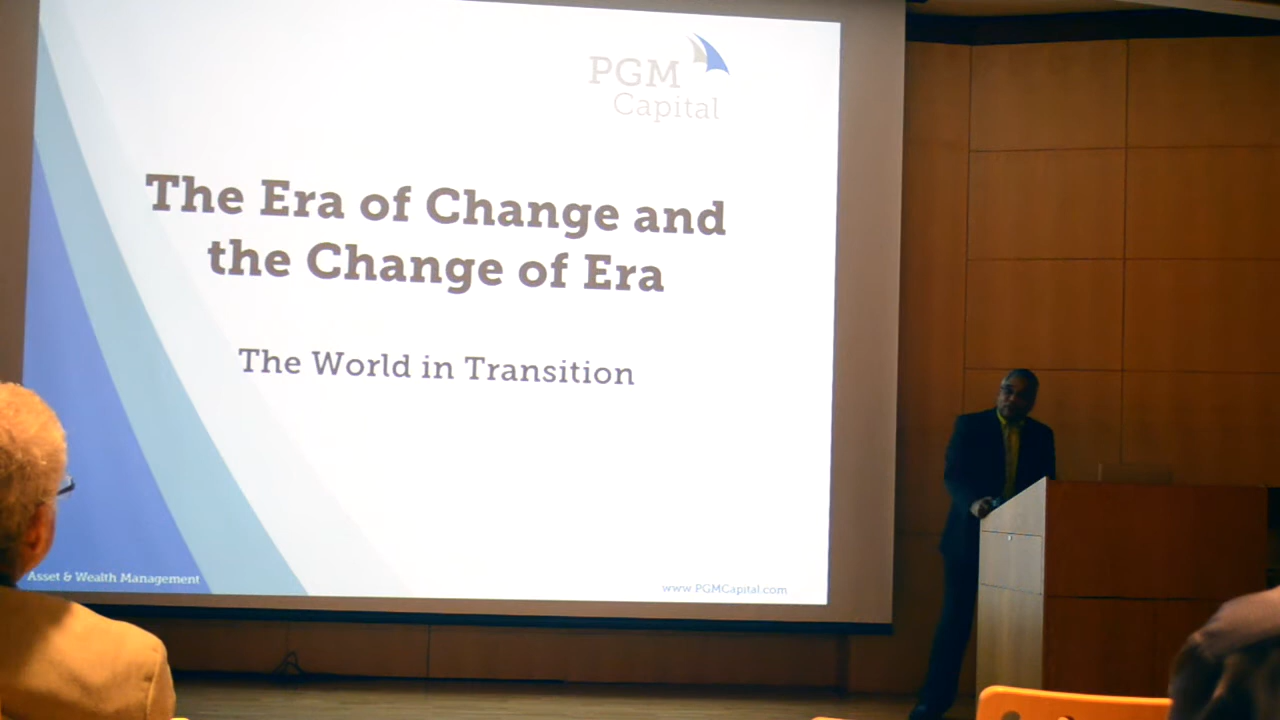 PGM
Capital
The Era of Change and
the Change of Era
The World in Transition
Asset & Wealth Management
www.PGMCapital.com